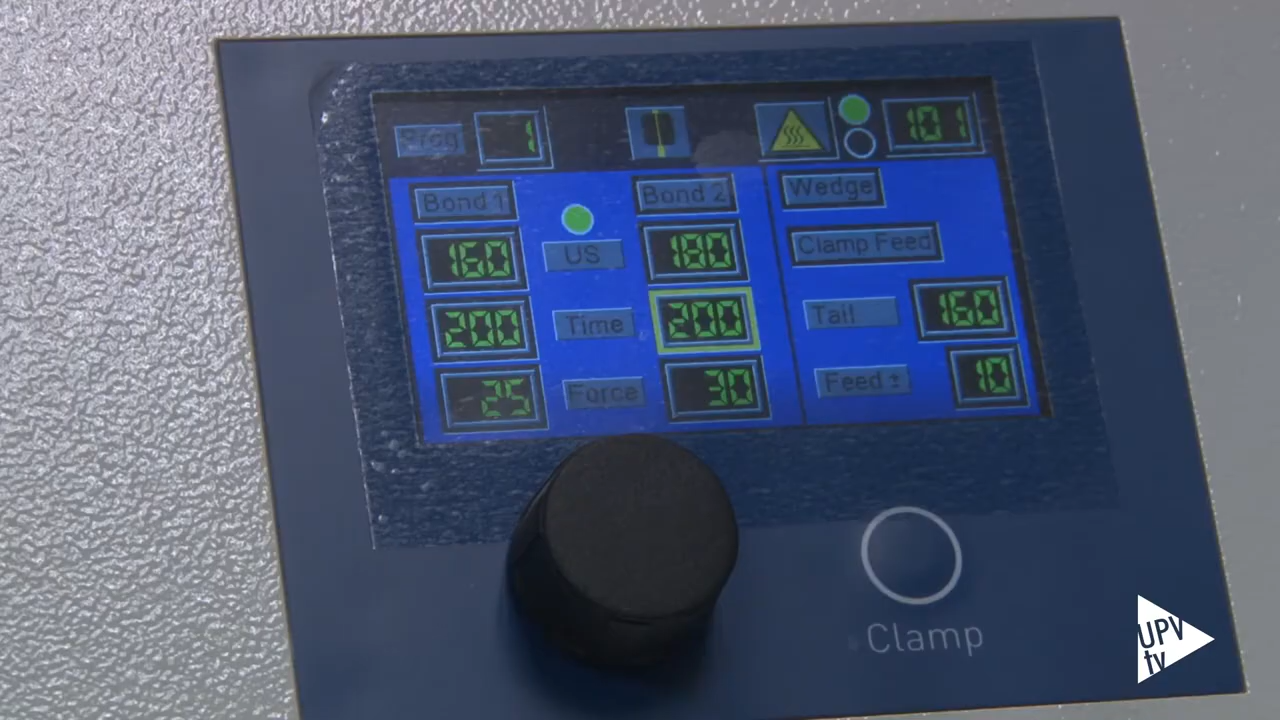 Prog 1 101
Bond 1 Bond 2 Wedge
160 US 180 Clamp Feed
200 Time 200 Tail 160
25 Force 30 Feed ± 10
Clamp
UPV
tv